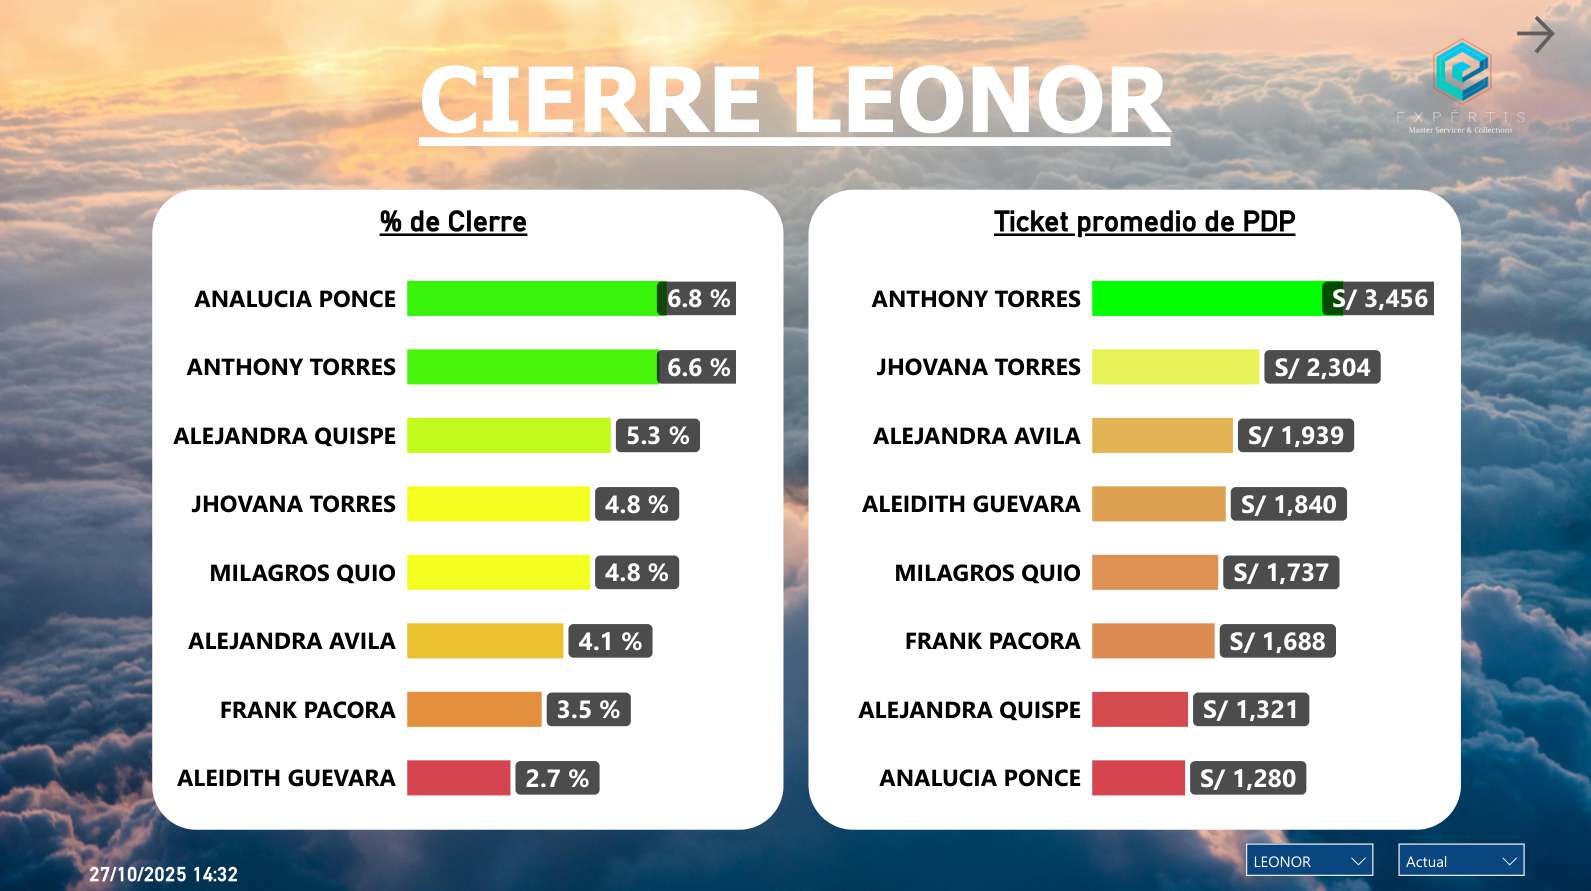 CIERRE LEONOR
EXPERTIS
Master Servicer & Collections
% de CIerre
ANALUCIA PONCE 6.8 %
ANTHONY TORRES 6.6 %
ALEJANDRA QUISPE 5.3 %
JHOVANA TORRES 4.8 %
MILAGROS QUIO 4.8 %
ALEJANDRA AVILA 4.1 %
FRANK PACORA 3.5 %
ALEIDITH GUEVARA 2.7 %
Ticket promedio de PDP
ANTHONY TORRES S/ 3,456
JHOVANA TORRES S/ 2,304
ALEJANDRA AVILA S/ 1,939
ALEIDITH GUEVARA S/ 1,840
MILAGROS QUIO S/ 1,737
FRANK PACORA S/ 1,688
ALEJANDRA QUISPE S/ 1,321
ANALUCIA PONCE S/ 1,280
27/10/2025 14:32
LEONOR
Actual